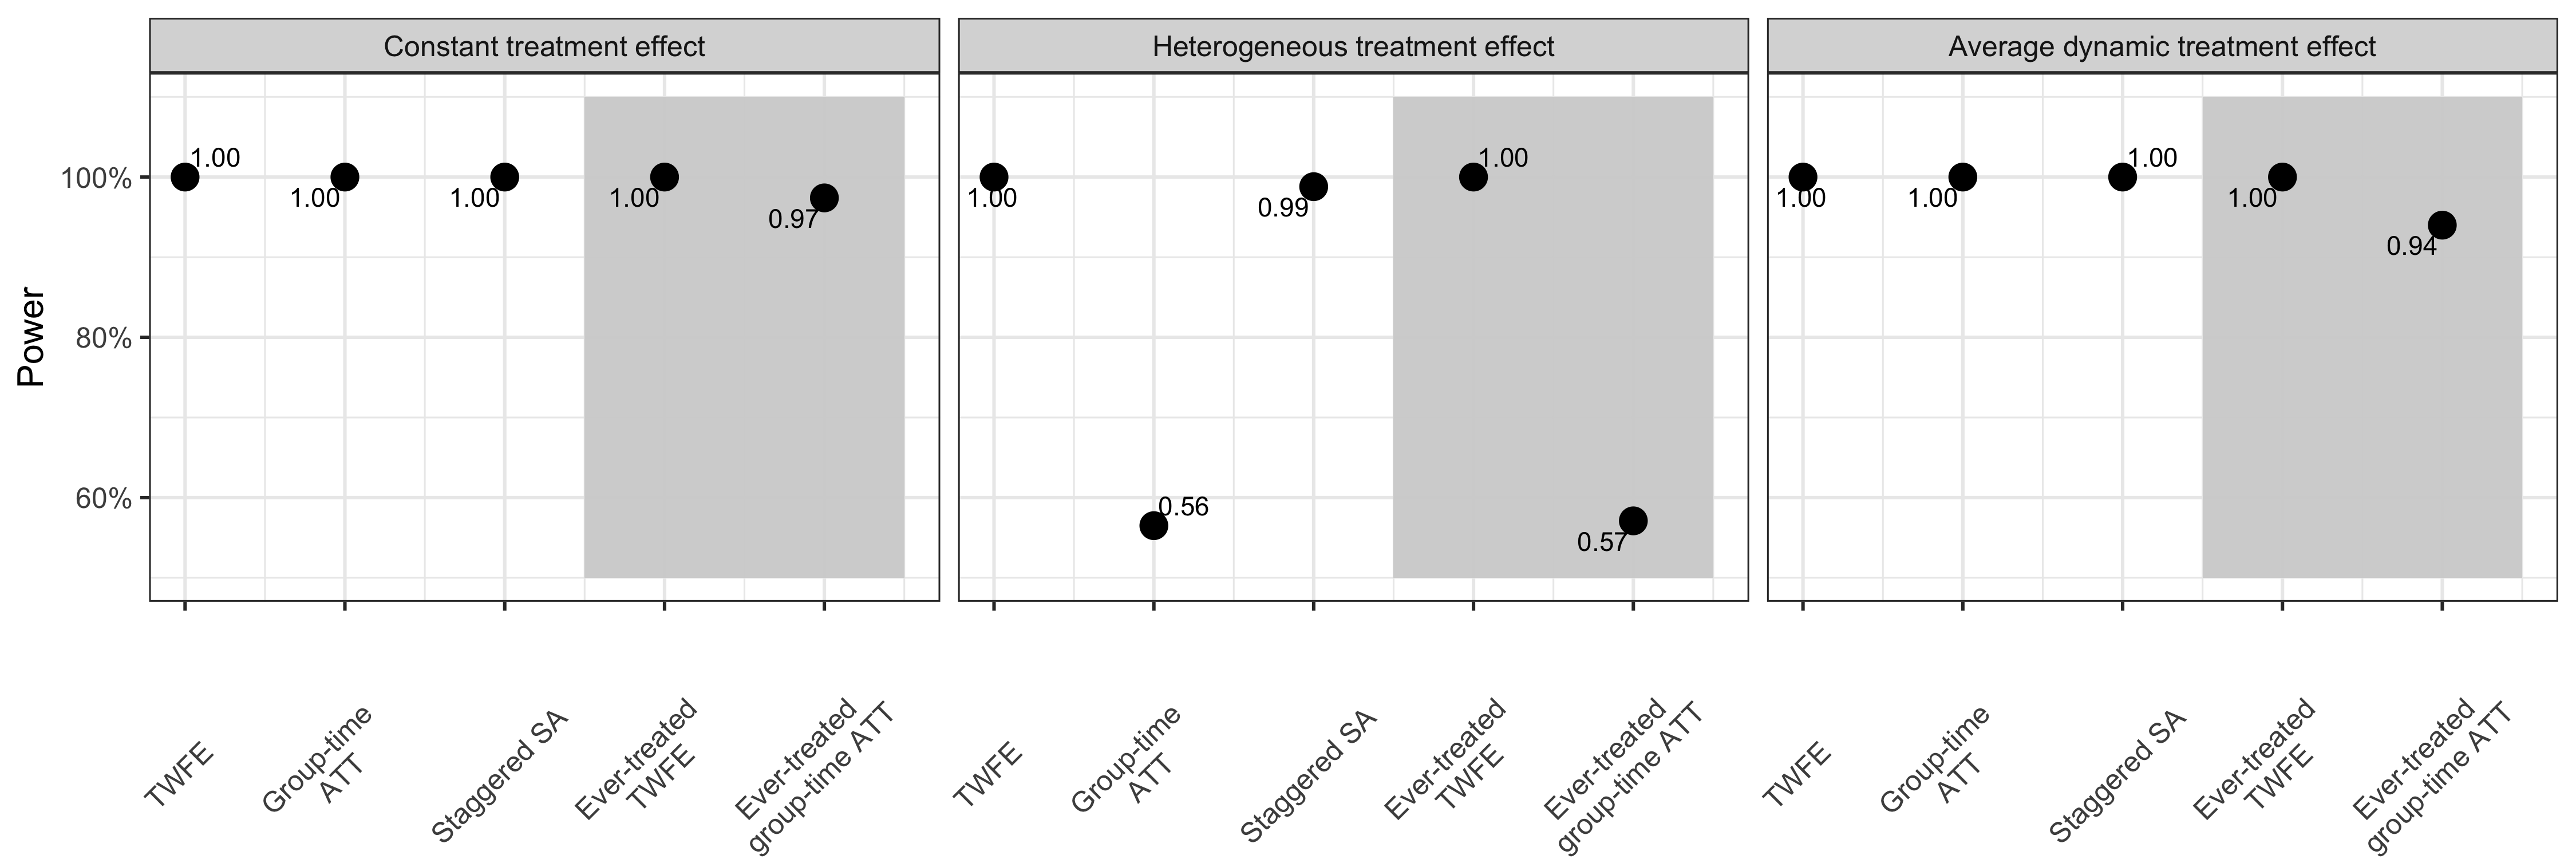 Constant treatment effect
Heterogeneous treatment effect
Average dynamic treatment effect
Power
100%
80%
60%
1.00
1.00
1.00
1.00
0.97
1.00
0.56
0.99
1.00
0.57
1.00
1.00
1.00
1.00
0.94
TWFE
Group-time
ATT
Staggered SA
Ever-treated
TWFE
Ever-treated
group-time ATT
TWFE
Group-time
ATT
Staggered SA
Ever-treated
TWFE
Ever-treated
group-time ATT
TWFE
Group-time
ATT
Staggered SA
Ever-treated
TWFE
Ever-treated
group-time ATT